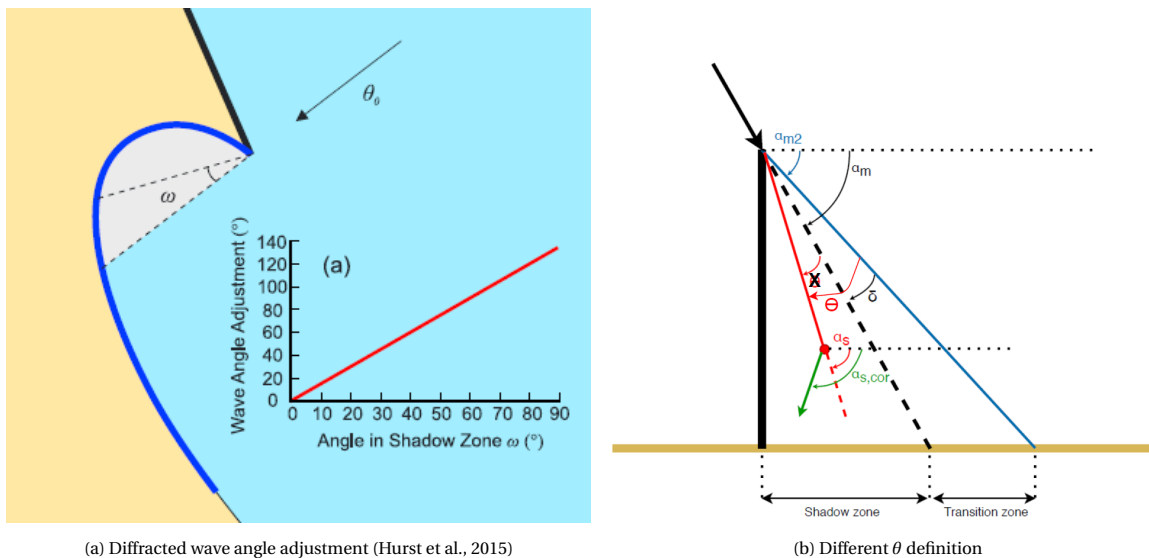 θ₀
ω
Wave Angle Adjustment (°)
140
120
100
80
60
40
20
0
(a)
0 10 20 30 40 50 60 70 80 90
Angle in Shadow Zone ω (°)
(a) Diffracted wave angle adjustment (Hurst et al., 2015)
αm2
αm
X
Θ
δ
αs
αs,cor
Shadow zone
Transition zone
(b) Different θ definition